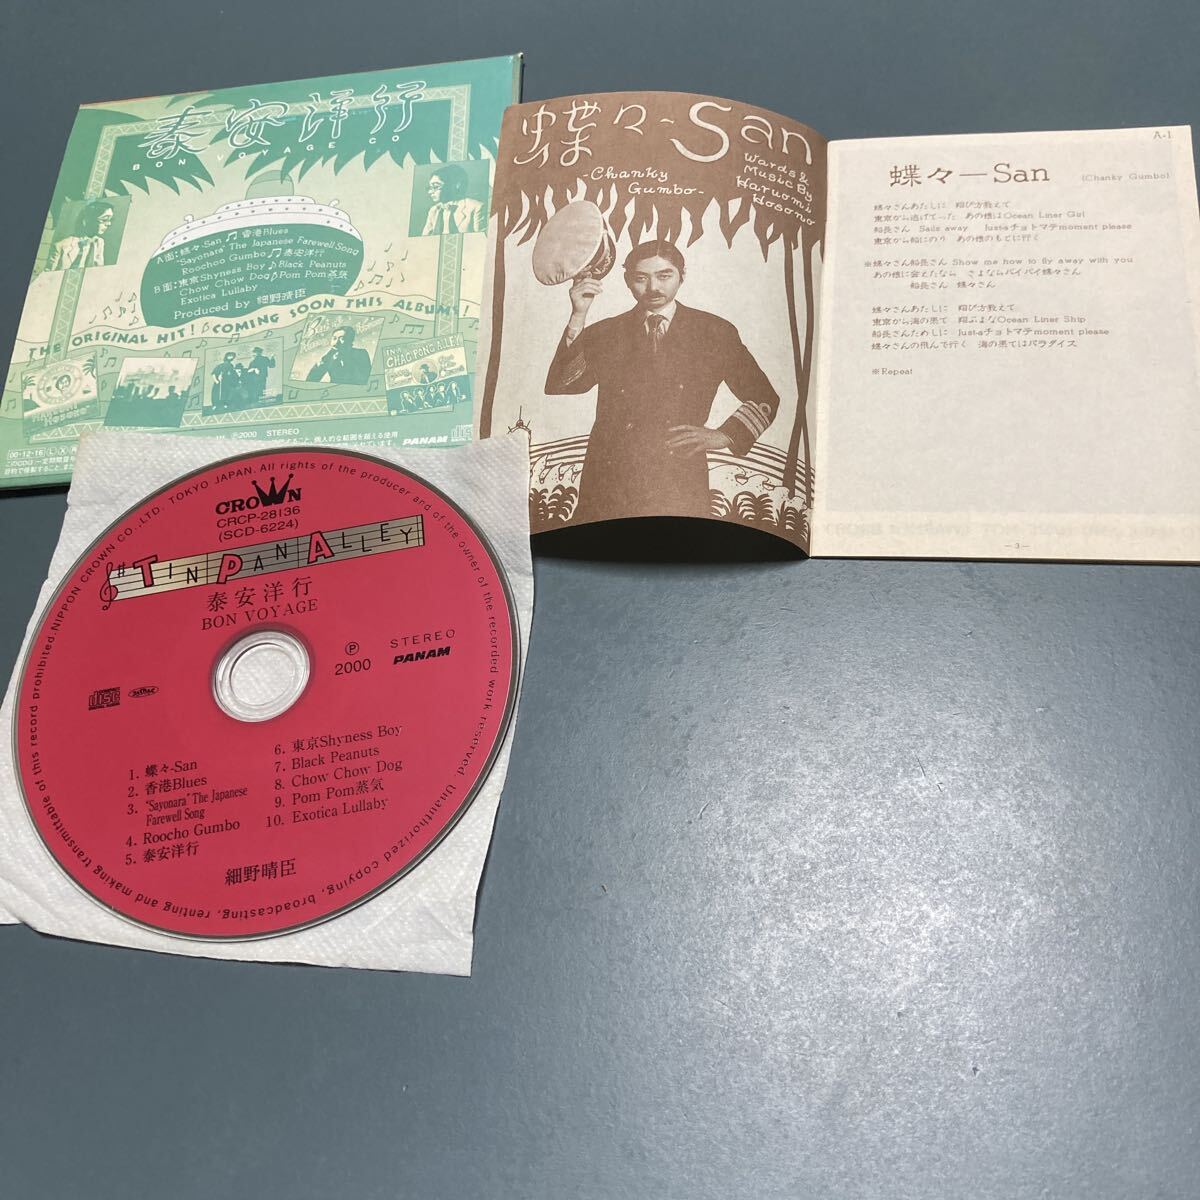 泰安洋行
BON VOYAGE CO.
A面:蝶々-San 香港Blues
"Sayonara" The Japanese Farewell Song
Roochoo Gumbo 泰安洋行
B面:東京Shyness Boy Black Peanuts
Chow Chow Dog Pom Pom蒸気
Exotica Lullaby
Produced by 細野晴臣
THE ORIGINAL HIT! COMING SOON THIS ALBUMS!
CHAG PONG ALLEY
Ⓟ2000 STEREO
PANAM
00・12・16
蝶々-San
-Chanky Gumbo-
Words &
Music By
Haruomi
Hosono
A-1
蝶々ーSan (Chanky Gumbo)
蝶々さんあたしに 翔び方教えて
東京から逃げてった あの娘はOcean Liner Girl
船長さん Sails away Just-aチョトマテmoment please
東京から船にのり あの娘のもとに行く
※蝶々さん船長さん Show me how to fly away with you
あの娘に会えたなら さよならバイバイ蝶々さん
船長さん 蝶々さん
蝶々さんあたしに 翔び方教えて
東京から海の果て 翔ぶよなOcean Liner Ship
船長さんためしに Just-aチョトマテmoment please
蝶々さんの飛んで行く 海の果てはパラダイス
※Repeat
—3—
NIPPON CROWN CO.,LTD. TOKYO JAPAN. All rights of the producer and of the owner of the recorded work reserved. Unauthorized copying, broadcasting, renting and making transmittable of this record prohibited.
CROWN
CRCP-28136
(SCD-6224)
TIN PAN ALLEY
泰安洋行
BON VOYAGE
Ⓟ
2000
STEREO
PANAM
COMPACT
disc
DIGITAL AUDIO
1. 蝶々-San
2. 香港Blues
3. "Sayonara" The Japanese
Farewell Song
4. Roocho Gumbo
5. 泰安洋行
6. 東京Shyness Boy
7. Black Peanuts
8. Chow Chow Dog
9. Pom Pom蒸気
10. Exotica Lullaby
細野晴臣